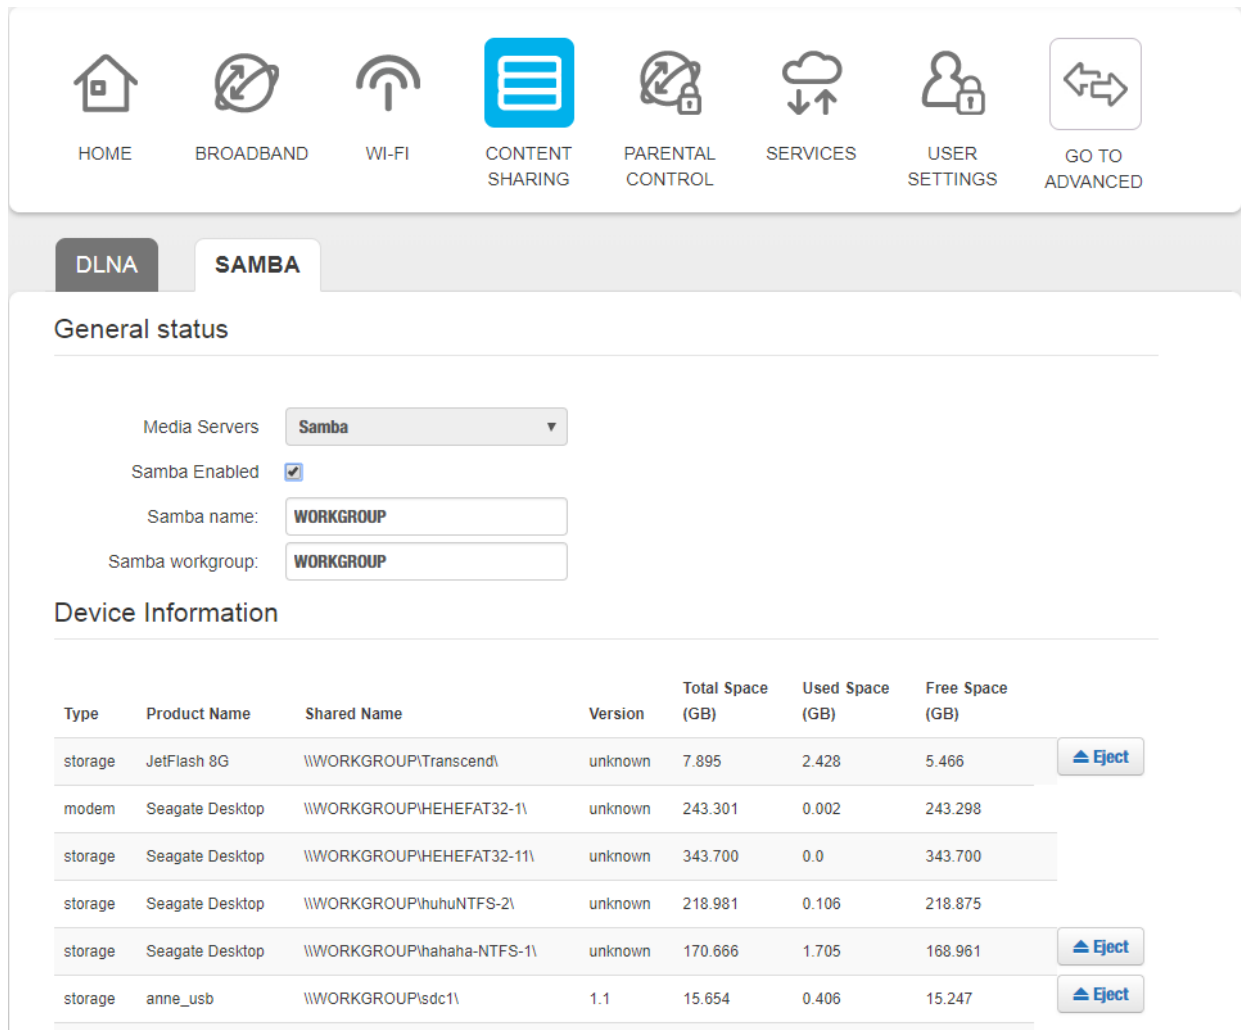 HOME
BROADBAND
WI-FI
CONTENT
SHARING
PARENTAL
CONTROL
SERVICES
USER
SETTINGS
GO TO
ADVANCED
DLNA
SAMBA
General status
Media Servers Samba
Samba Enabled
Samba name: WORKGROUP
Samba workgroup: WORKGROUP
Device Information
Type Product Name Shared Name Version Total Space (GB) Used Space (GB) Free Space (GB)
storage JetFlash 8G \\WORKGROUP\Transcend\ unknown 7.895 2.428 5.466 Eject
modem Seagate Desktop \\WORKGROUP\HEHEFAT32-1\ unknown 243.301 0.002 243.298
storage Seagate Desktop \\WORKGROUP\HEHEFAT32-11\ unknown 343.700 0.0 343.700
storage Seagate Desktop \\WORKGROUP\huhuNTFS-2\ unknown 218.981 0.106 218.875
storage Seagate Desktop \\WORKGROUP\hahaha-NTFS-1\ unknown 170.666 1.705 168.961 Eject
storage anne_usb \\WORKGROUP\sdc1\ 1.1 15.654 0.406 15.247 Eject